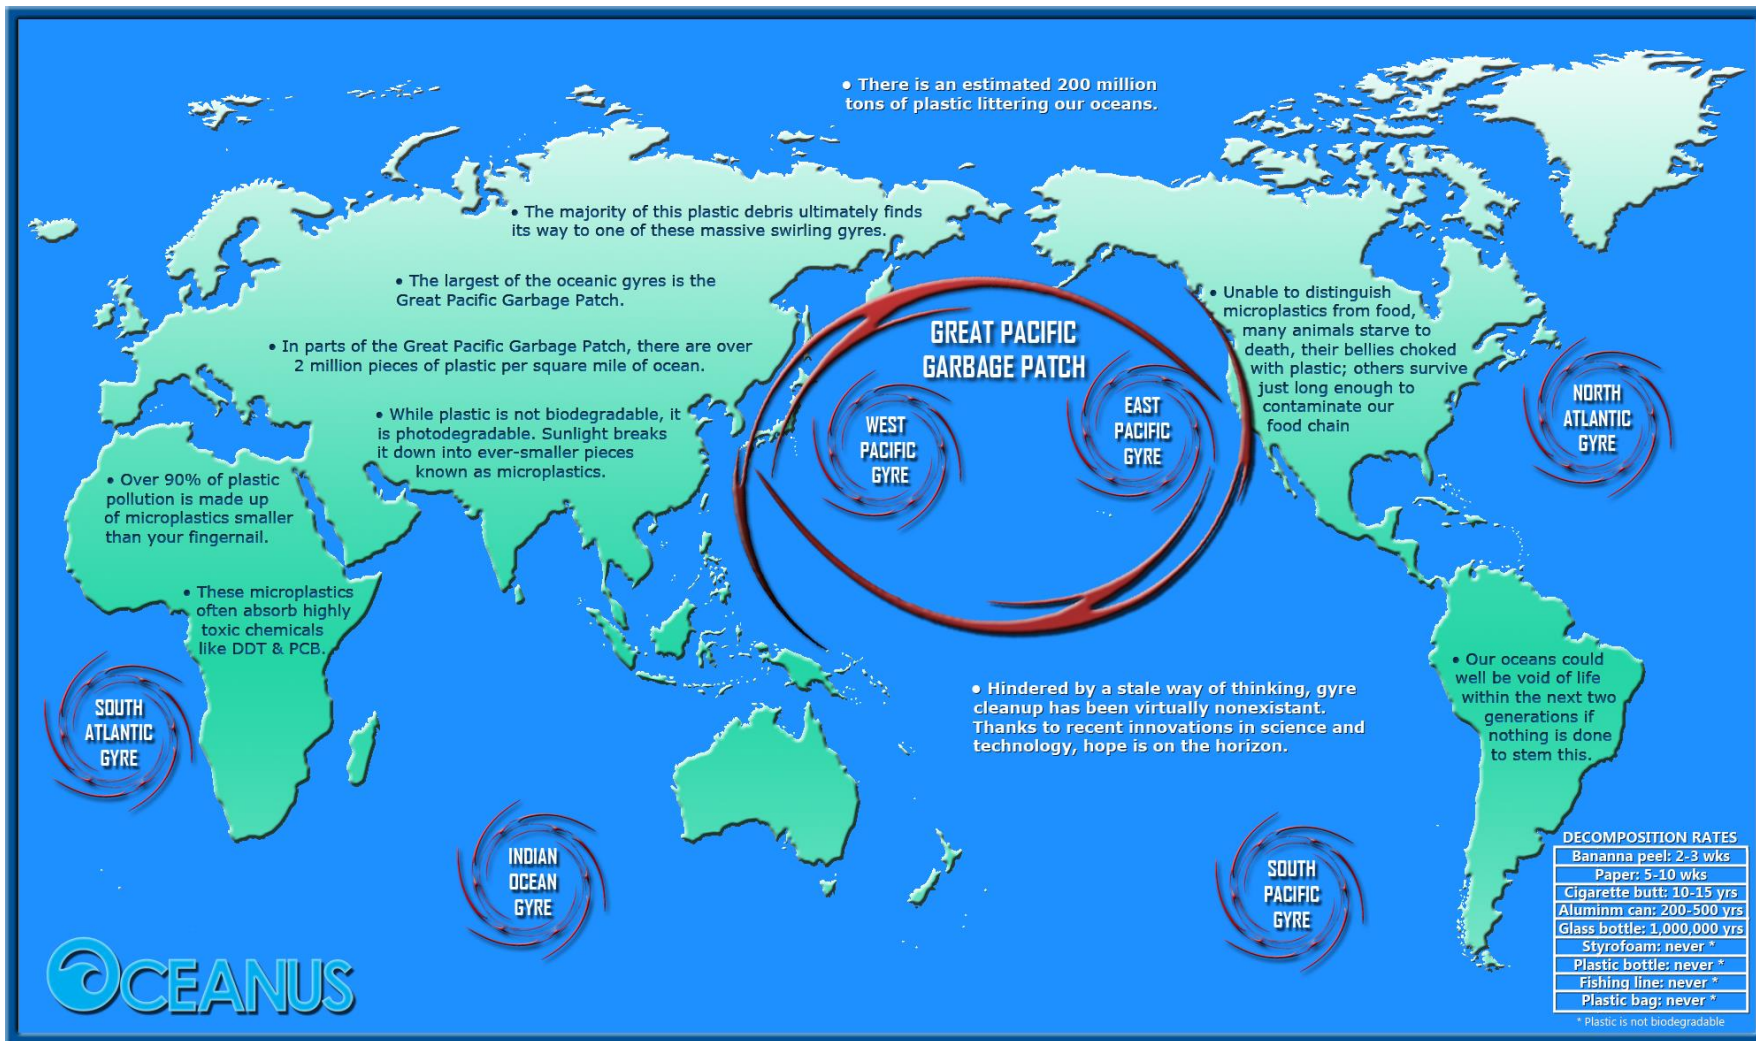 • There is an estimated 200 million
tons of plastic littering our oceans.
• The majority of this plastic debris ultimately finds
its way to one of these massive swirling gyres.
• The largest of the oceanic gyres is the
Great Pacific Garbage Patch.
• In parts of the Great Pacific Garbage Patch, there are over
2 million pieces of plastic per square mile of ocean.
• While plastic is not biodegradable, it
is photodegradable. Sunlight breaks
it down into ever-smaller pieces
known as microplastics.
• Over 90% of plastic
pollution is made up
of microplastics smaller
than your fingernail.
• These microplastics
often absorb highly
toxic chemicals
like DDT & PCB.
GREAT PACIFIC
GARBAGE PATCH
WEST
PACIFIC
GYRE
EAST
PACIFIC
GYRE
• Unable to distinguish
microplastics from food,
many animals starve to
death, their bellies choked
with plastic; others survive
just long enough to
contaminate our
food chain
NORTH
ATLANTIC
GYRE
SOUTH
ATLANTIC
GYRE
• Hindered by a stale way of thinking, gyre
cleanup has been virtually nonexistant.
Thanks to recent innovations in science and
technology, hope is on the horizon.
• Our oceans could
well be void of life
within the next two
generations if
nothing is done
to stem this.
INDIAN
OCEAN
GYRE
SOUTH
PACIFIC
GYRE
DECOMPOSITION RATES
Bananna peel: 2-3 wks
Paper: 5-10 wks
Cigarette butt: 10-15 yrs
Aluminm can: 200-500 yrs
Glass bottle: 1,000,000 yrs
Styrofoam: never *
Plastic bottle: never *
Fishing line: never *
Plastic bag: never *
* Plastic is not biodegradable
OCEANUS